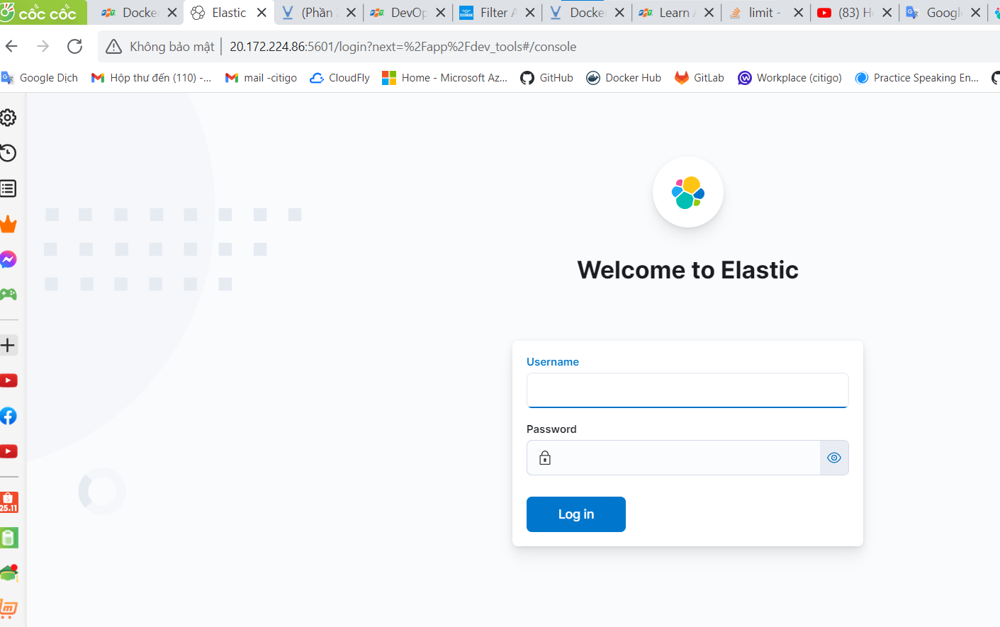 cốc cốc
Docke
Elastic
(Phần
DevOp
Filter A
Docke
Learn
limit -
(83) H
Googl
Không bảo mật
20.172.224.86:5601/login?next=%2Fapp%2Fdev_tools#/console
Google Dịch
Hộp thư đến (110) -...
mail -citigo
CloudFly
Home - Microsoft Az...
GitHub
Docker Hub
GitLab
Workplace (citigo)
Practice Speaking En...
Welcome to Elastic
Username
Password
Log in
25.11